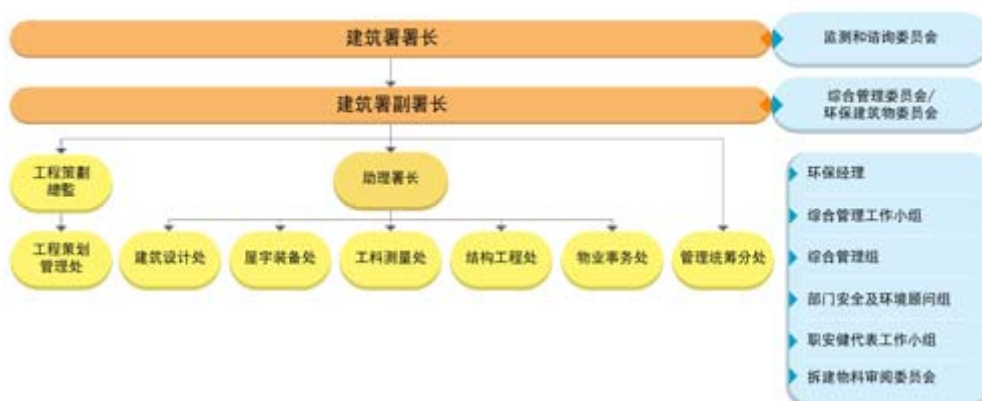 建筑署署长
监测和谘询委员会
建筑署副署长
综合管理委员会/
环保建筑物委员会
工程策劃
總監
助理署长
工程策划
管理处
建筑设计处
屋宇装备处
工料测量处
结构工程处
物业事务处
管理统筹分处
环保经理
综合管理工作小组
综合管理组
部门安全及环境顾问组
职安健代表工作小组
拆建物料审阅委员会